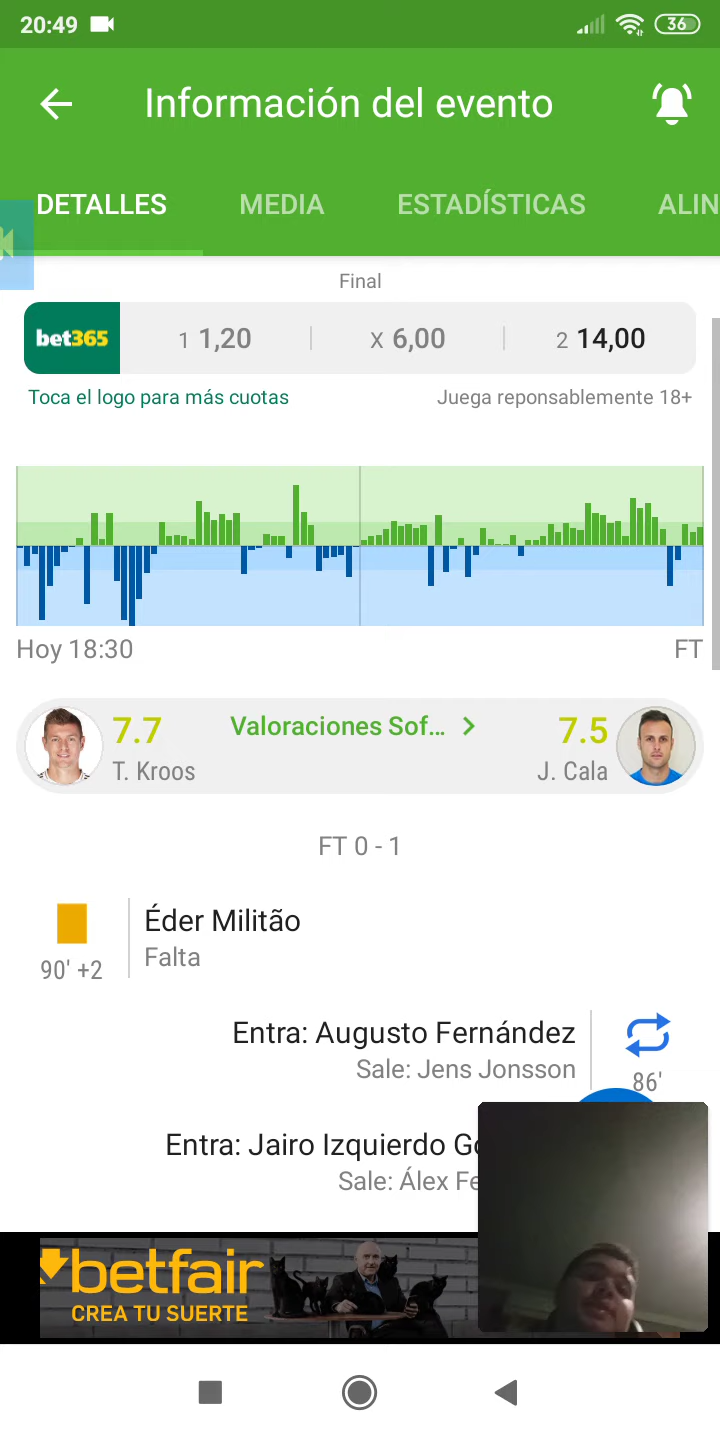 20:49
36
Información del evento
DETALLES MEDIA ESTADÍSTICAS ALIN
Final
bet365 1 1,20 X 6,00 2 14,00
Toca el logo para más cuotas Juega reponsablemente 18+
Hoy 18:30 FT
7.7 Valoraciones Sof... 7.5
T. Kroos J. Cala
FT 0 - 1
Éder Militão
90' +2 Falta
Entra: Augusto Fernández
Sale: Jens Jonsson
86'
Entra: Jairo Izquierdo Go
Sale: Álex Fe
betfair
CREA TU SUERTE